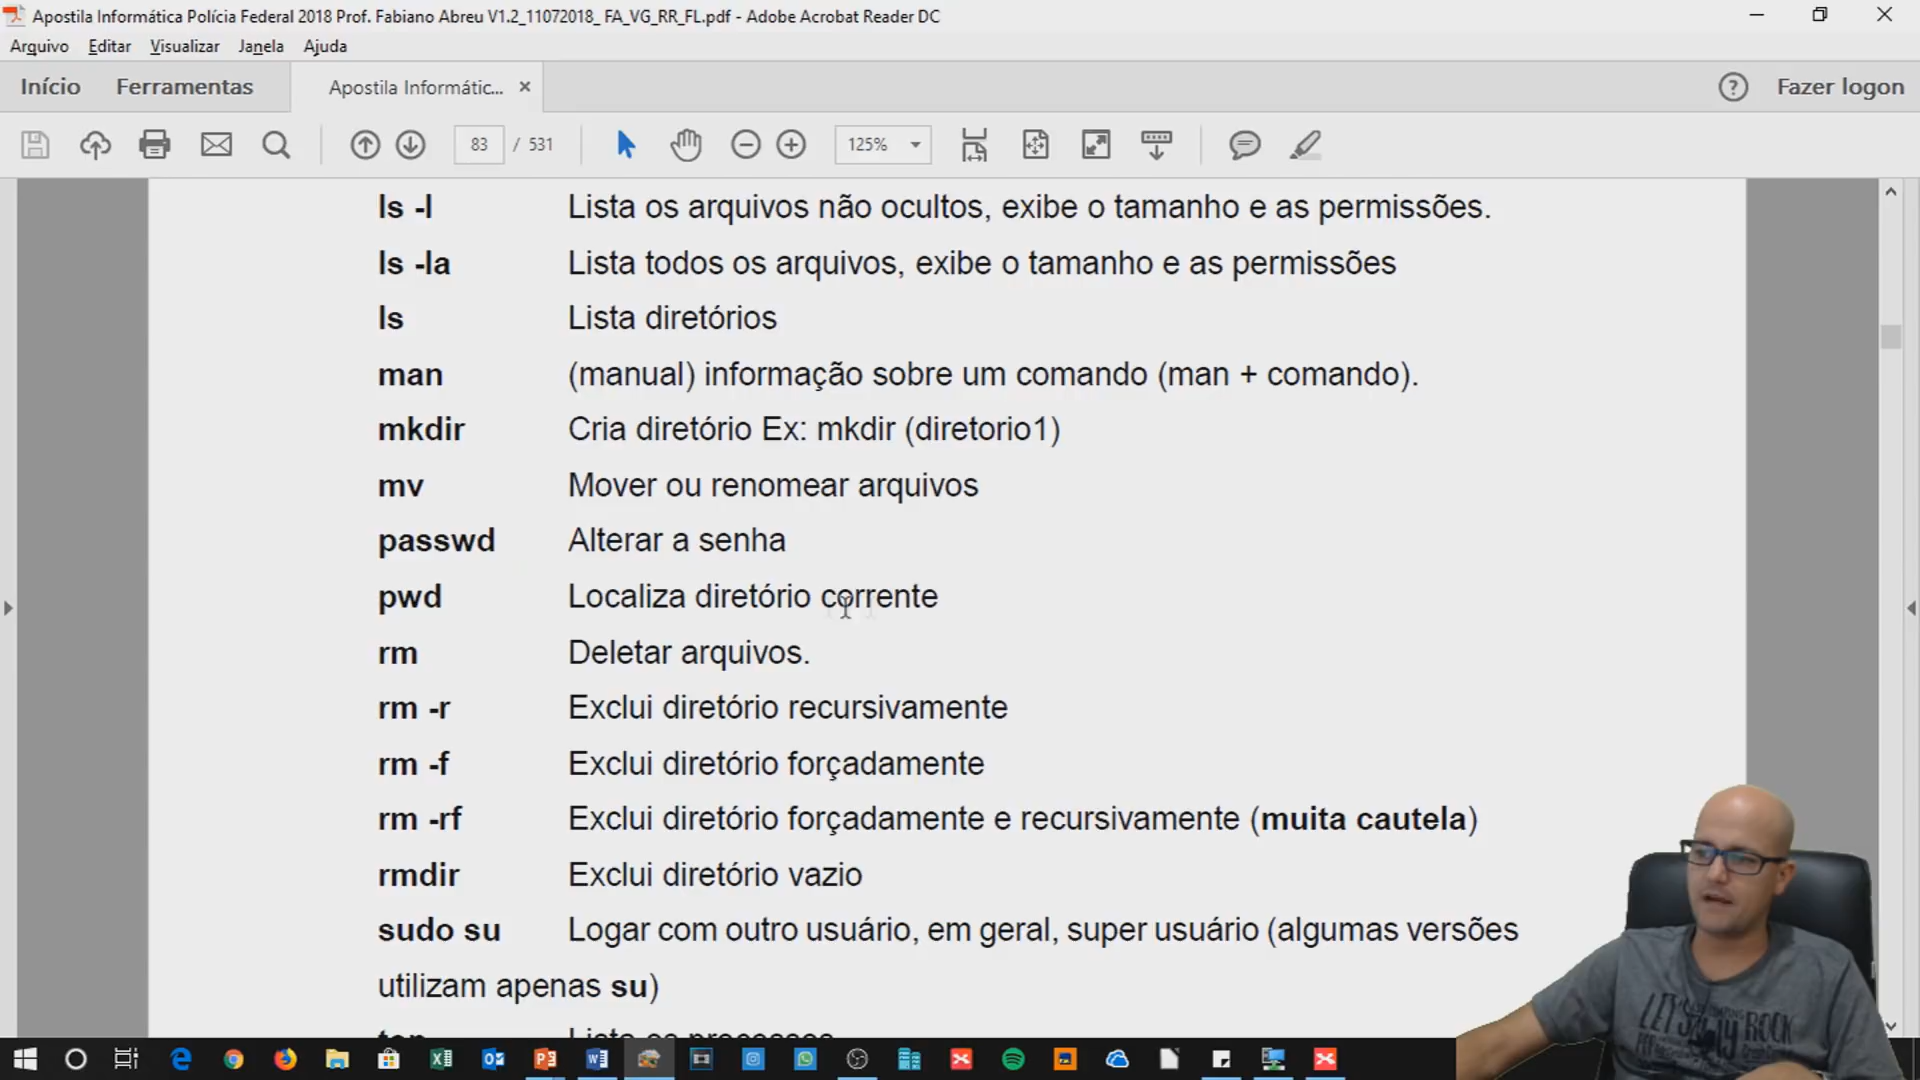 Apostila Informática Polícia Federal 2018 Prof. Fabiano Abreu V1.2_11072018_ FA_VG_RR_FL.pdf - Adobe Acrobat Reader DC
Arquivo Editar Visualizar Janela Ajuda
Início Ferramentas Apostila Informátic... × Fazer logon
83 / 531 125%
ls -l Lista os arquivos não ocultos, exibe o tamanho e as permissões.
ls -la Lista todos os arquivos, exibe o tamanho e as permissões
ls Lista diretórios
man (manual) informação sobre um comando (man + comando).
mkdir Cria diretório Ex: mkdir (diretorio1)
mv Mover ou renomear arquivos
passwd Alterar a senha
pwd Localiza diretório corrente
rm Deletar arquivos.
rm -r Exclui diretório recursivamente
rm -f Exclui diretório forçadamente
rm -rf Exclui diretório forçadamente e recursivamente (muita cautela)
rmdir Exclui diretório vazio
sudo su Logar com outro usuário, em geral, super usuário (algumas versões
utilizam apenas su)
top Lista os processos